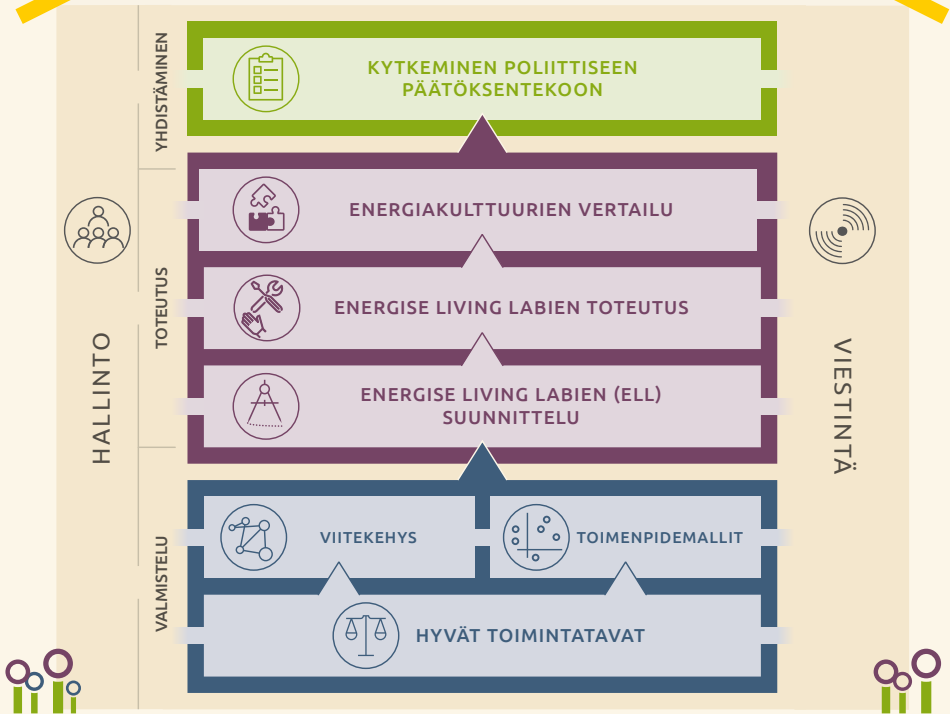 YHDISTÄMINEN
KYTKEMINEN POLIITTISEEN
PÄÄTÖKSENTEKOON
TOTEUTUS
ENERGIAKULTTUURIEN VERTAILU
ENERGISE LIVING LABIEN TOTEUTUS
ENERGISE LIVING LABIEN (ELL)
SUUNNITTELU
HALLINTO
VIESTINTÄ
VALMISTELU
VIITEKEHYS
TOIMENPIDEMALLIT
HYVÄT TOIMINTATAVAT